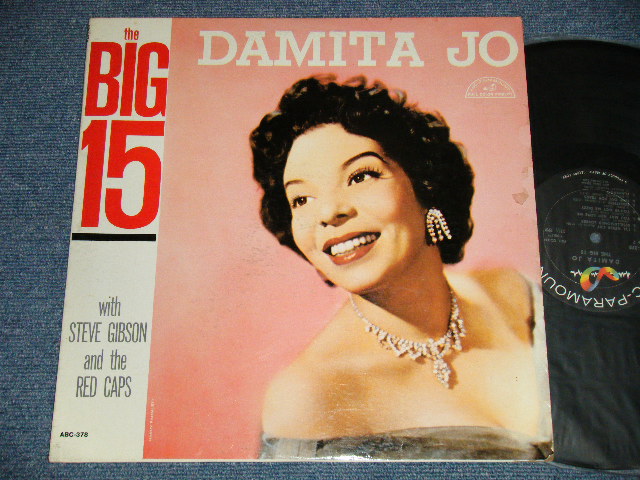 the
BIG
15
DAMITA JO
with
STEVE GIBSON
and the
RED CAPS
ABC-378
DAMITA JO
THE BIG 15
C-PARAMOUN